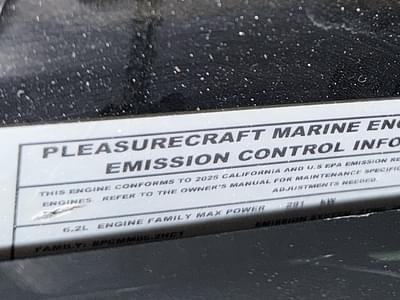 PLEASURECRAFT MARINE ENG
EMISSION CONTROL INFO
THIS ENGINE CONFORMS TO 2025 CALIFORNIA AND U.S EPA EMISSION RE
ENGINES. REFER TO THE OWNER'S MANUAL FOR MAINTENANCE SPECIFIC
ADJUSTMENTS NEEDED.
6.2L ENGINE FAMILY MAX POWER 291 kW
FAMILY: